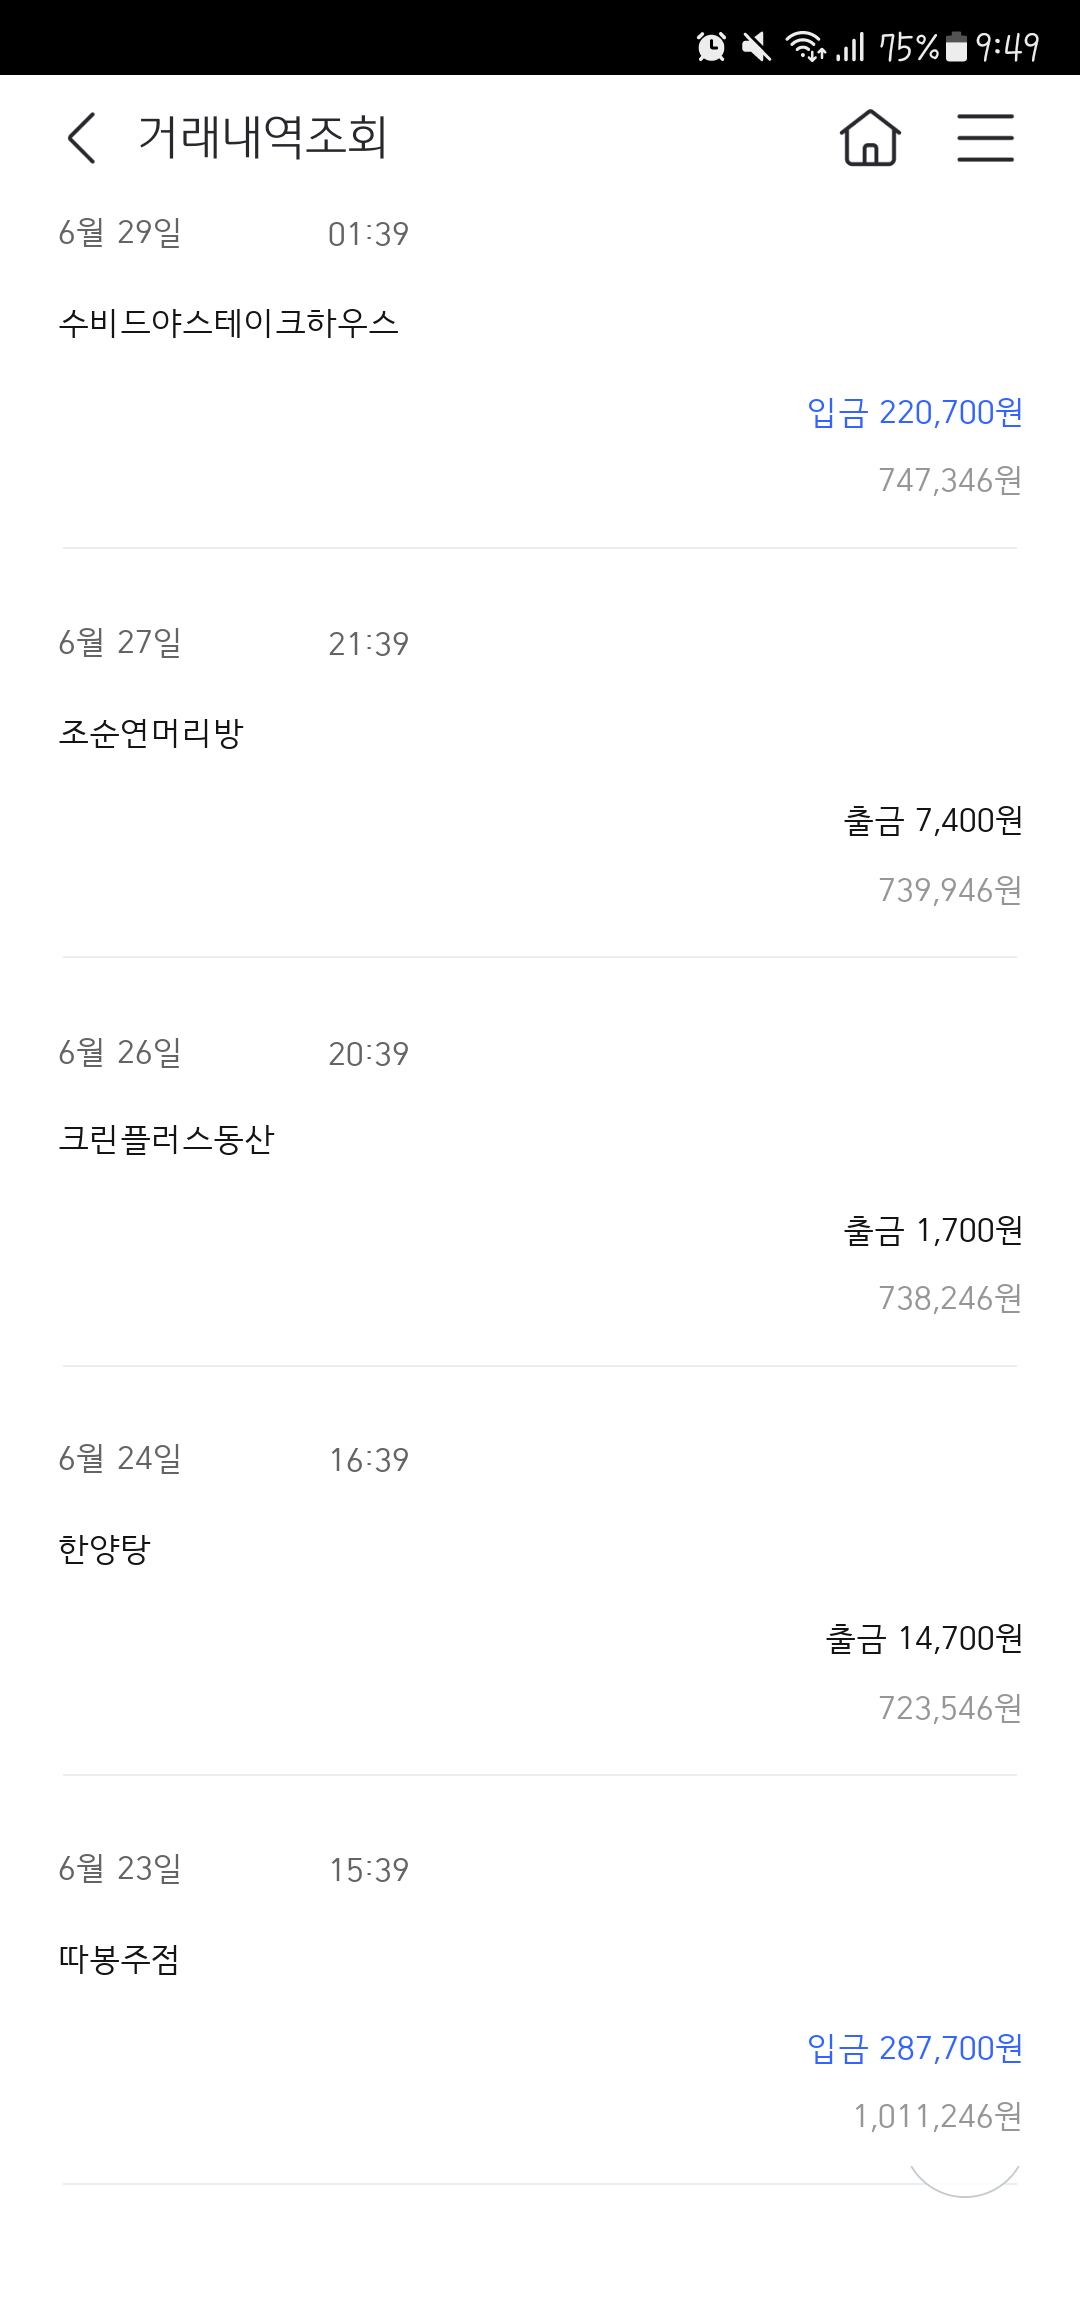 75% 9:49
거래내역조회
6월 29일 01:39
수비드야스테이크하우스
입금 220,700원
747,346원
6월 27일 21:39
조순연머리방
출금 7,400원
739,946원
6월 26일 20:39
크린플러스동산
출금 1,700원
738,246원
6월 24일 16:39
한양탕
출금 14,700원
723,546원
6월 23일 15:39
따봉주점
입금 287,700원
1,011,246원